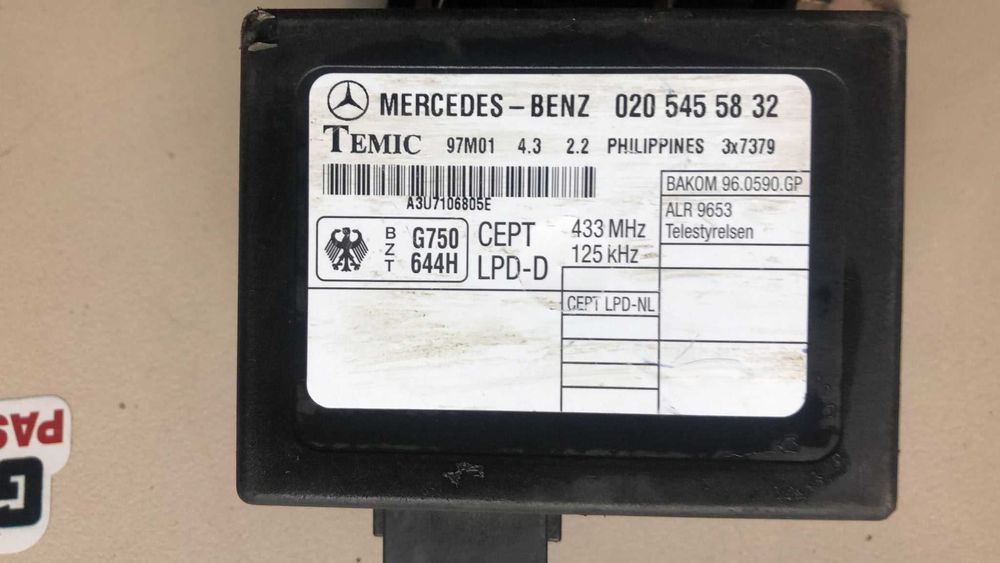 MERCEDES-BENZ 020 545 58 32
TEMIC 97M01 4.3 2.2 PHILIPPINES 3x7379
A3U7106805E
BAKOM 96.0590.GP
ALR 9653
Telestyrelsen
BZT G750 644H
CEPT LPD-D
433 MHz
125 kHz
CEPT LPD-NL
PAS
G